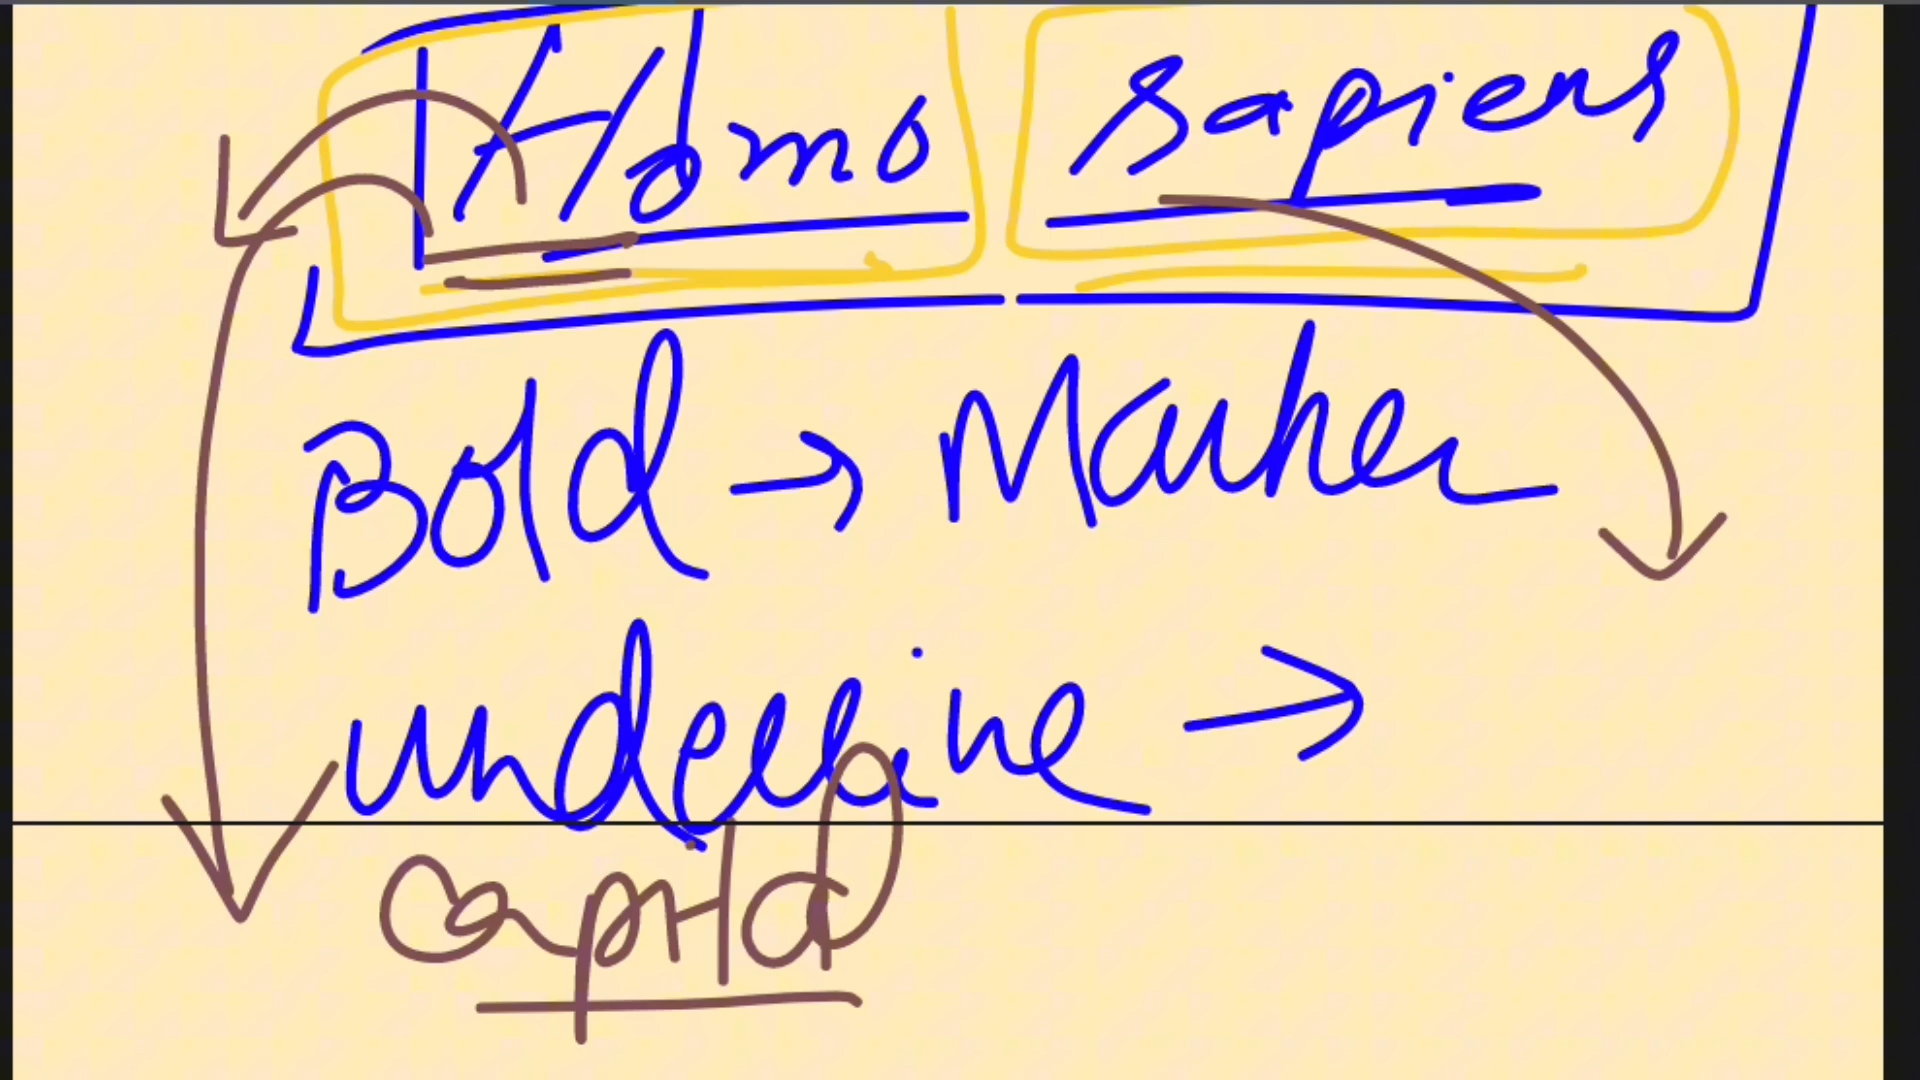 Homo sapiens
Bold → Marker
underline →
capital